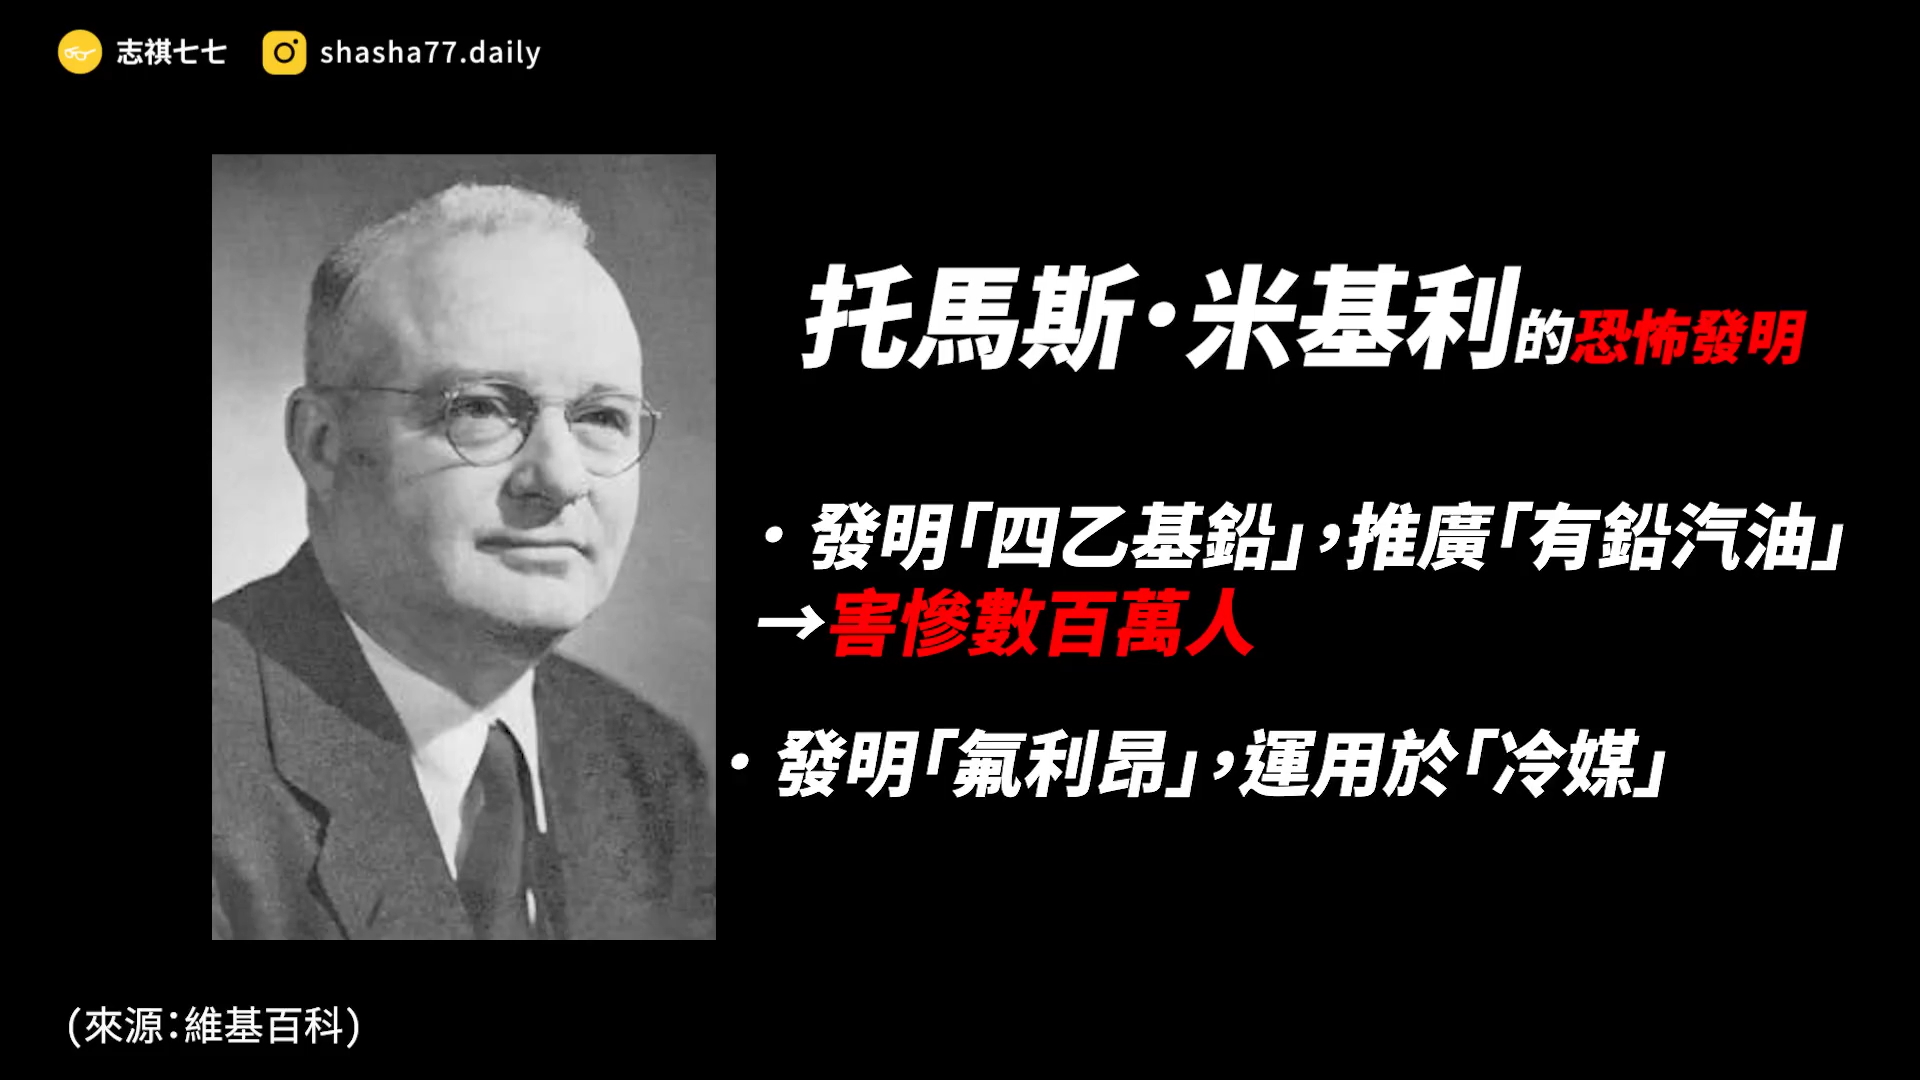 志祺七七 shasha77.daily
托馬斯·米基利的恐怖發明
·發明「四乙基鉛」，推廣「有鉛汽油」
→害慘數百萬人
·發明「氟利昂」，運用於「冷媒」
(來源：維基百科)